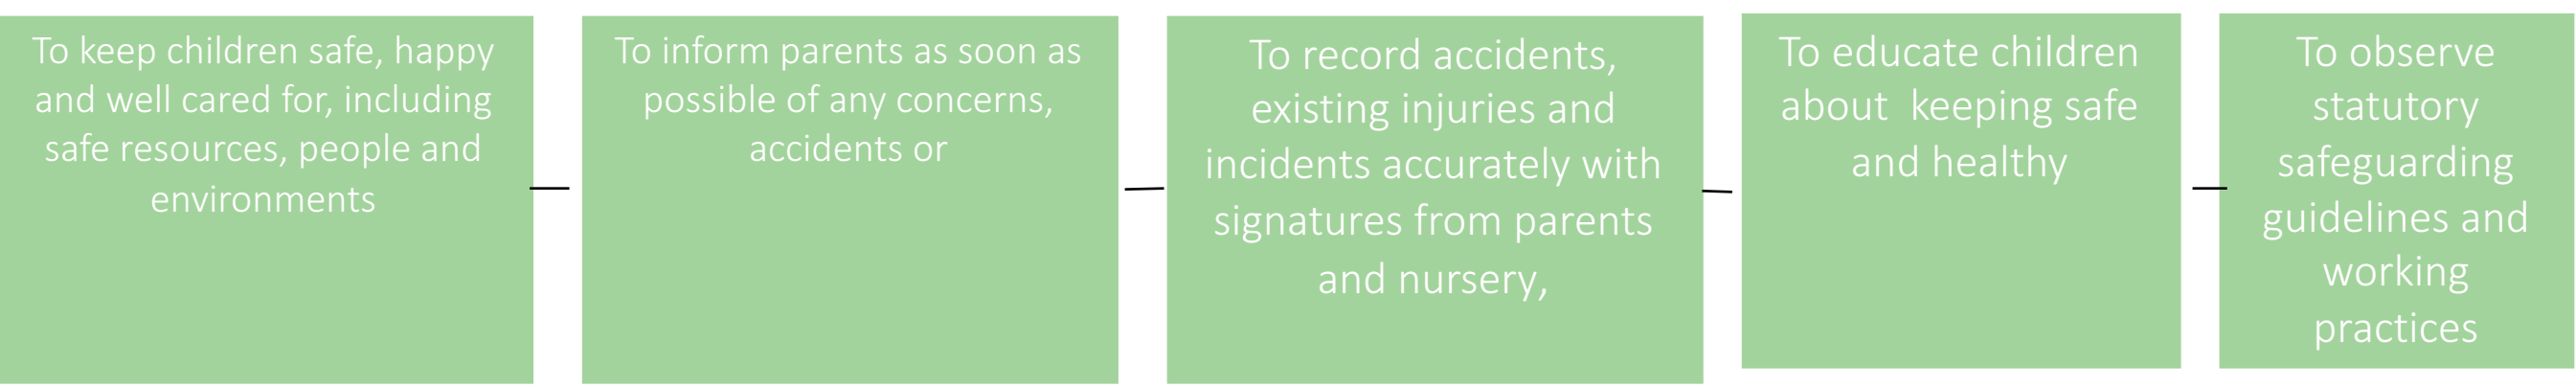 To keep children safe, happy
and well cared for, including
safe resources, people and
environments
To inform parents as soon as
possible of any concerns,
accidents or
To record accidents,
existing injuries and
incidents accurately with
signatures from parents
and nursery,
To educate children
about  keeping safe
and healthy
To observe
statutory
safeguarding
guidelines and
working
practices